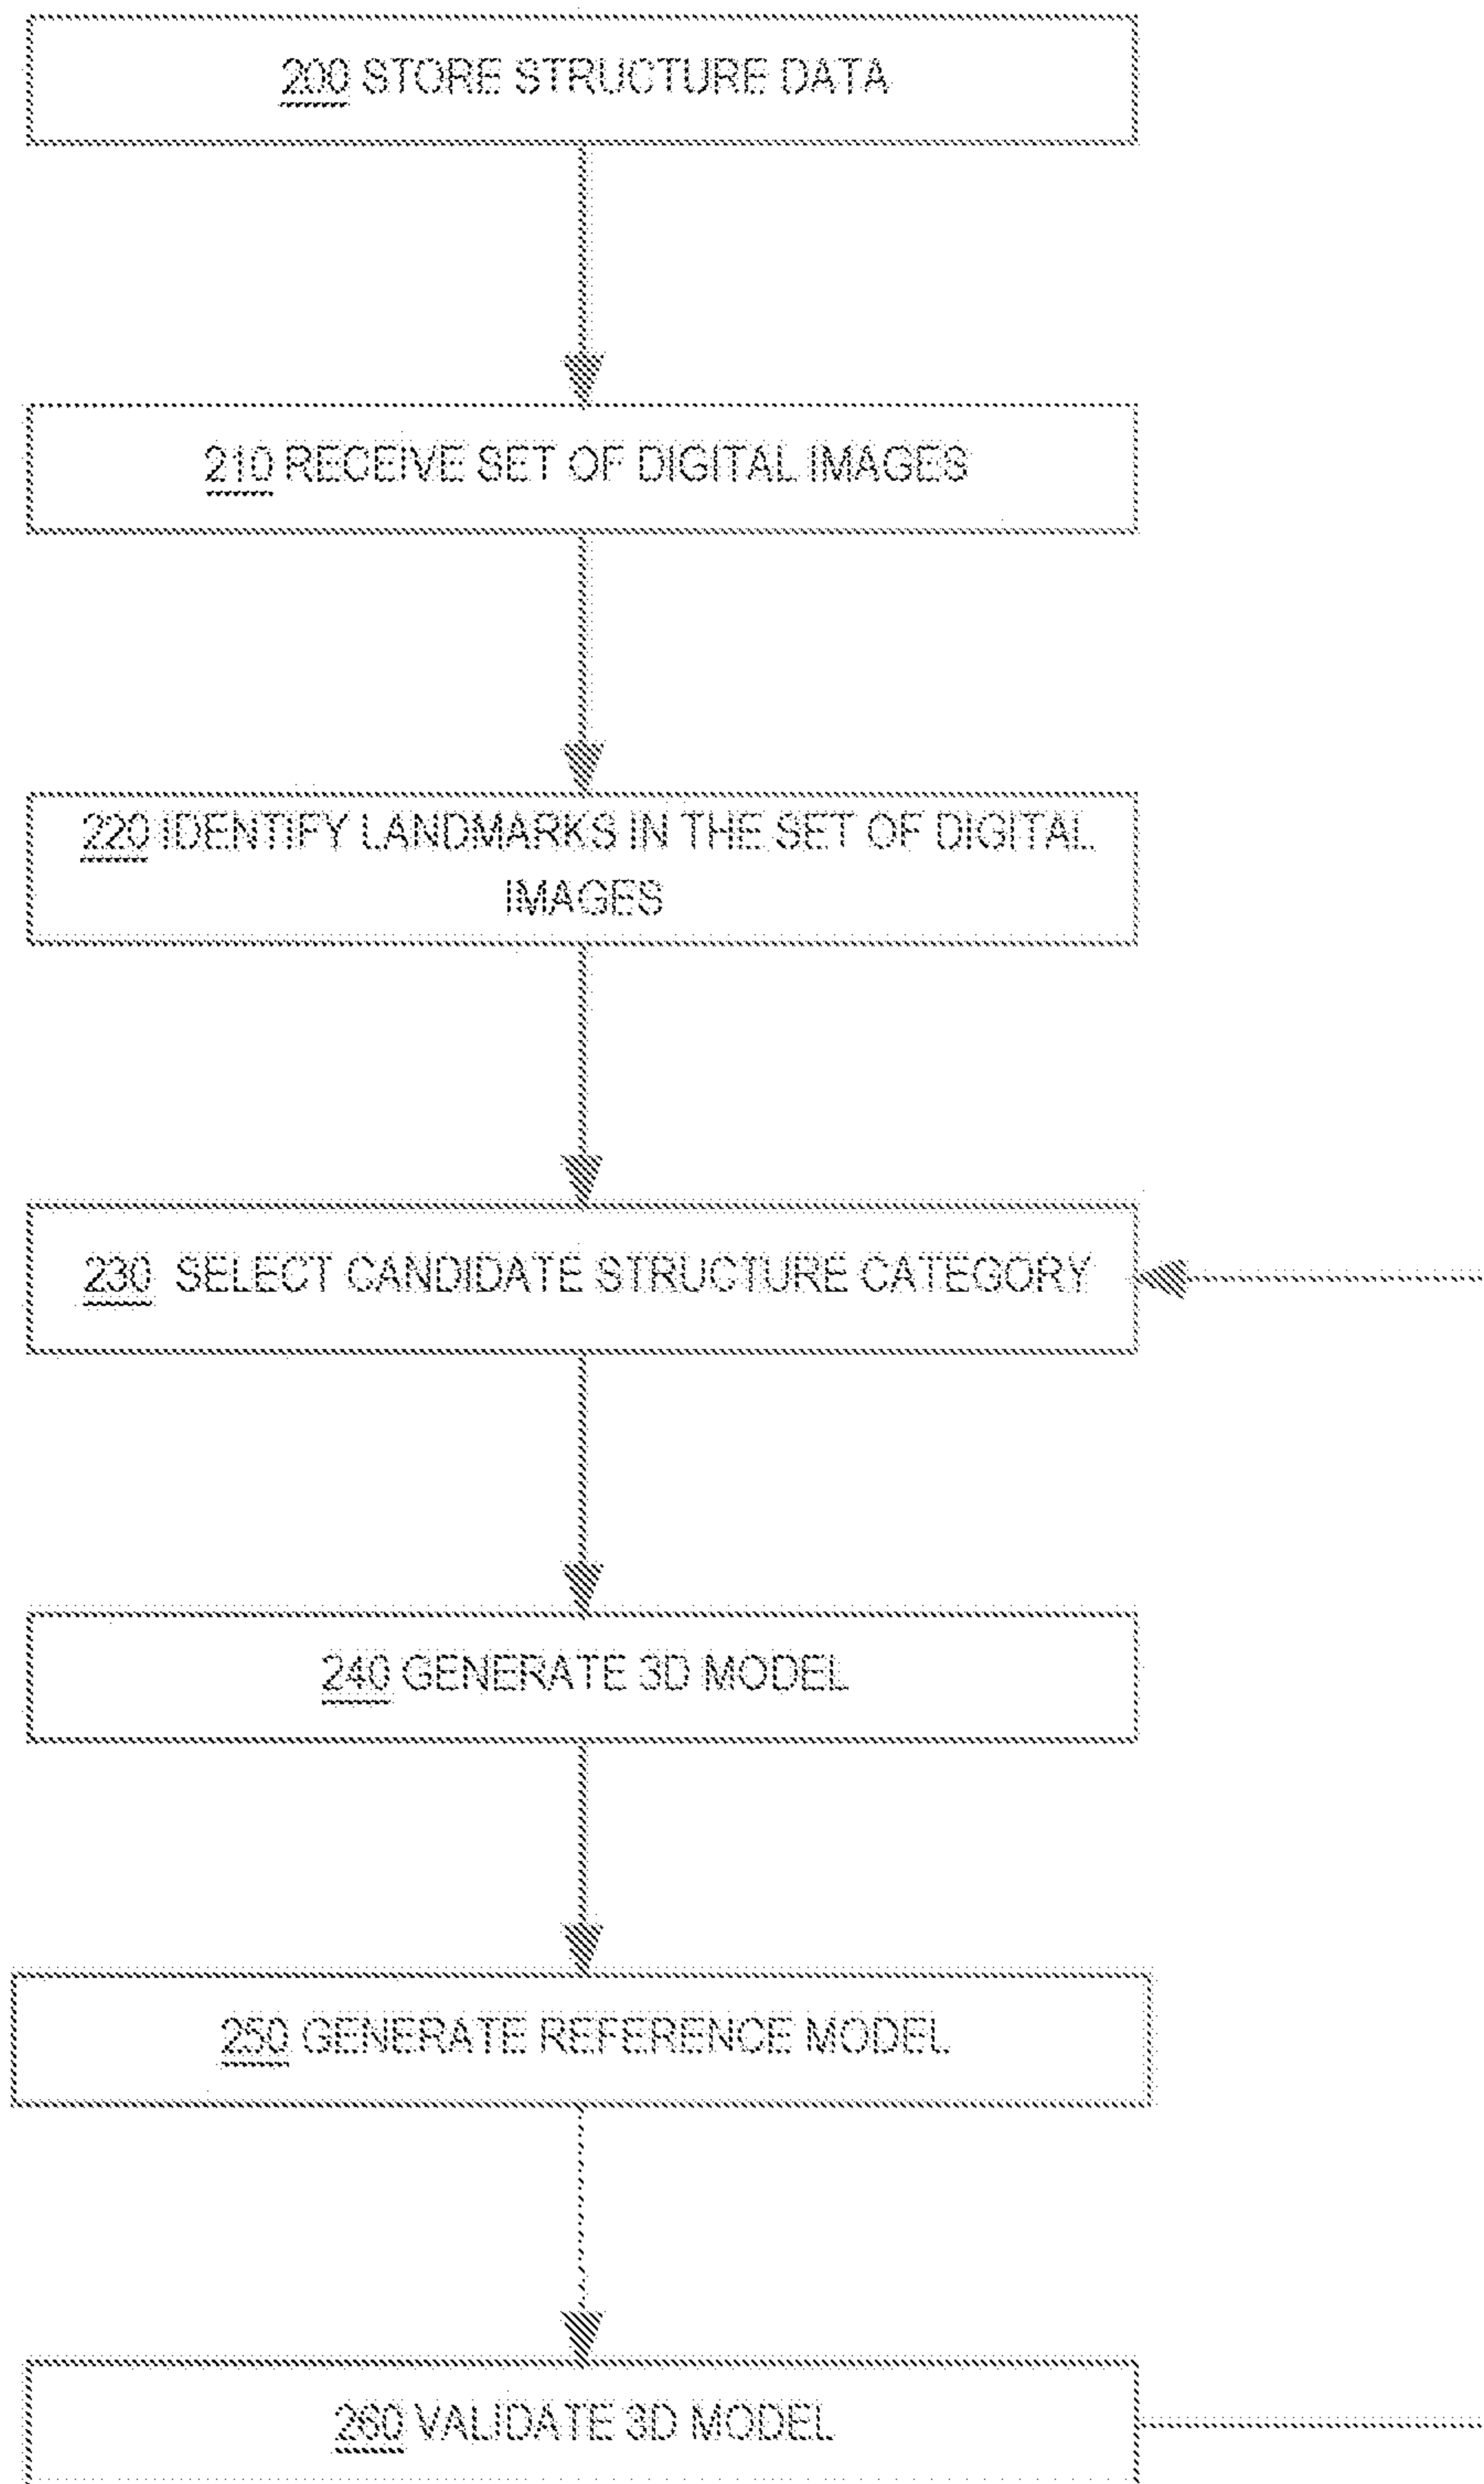 200 STORE STRUCTURE DATA
210 RECEIVE SET OF DIGITAL IMAGES
220 IDENTIFY LANDMARKS IN THE SET OF DIGITAL
IMAGES
230 SELECT CANDIDATE STRUCTURE CATEGORY
240 GENERATE 3D MODEL
250 GENERATE REFERENCE MODEL
260 VALIDATE 3D MODEL